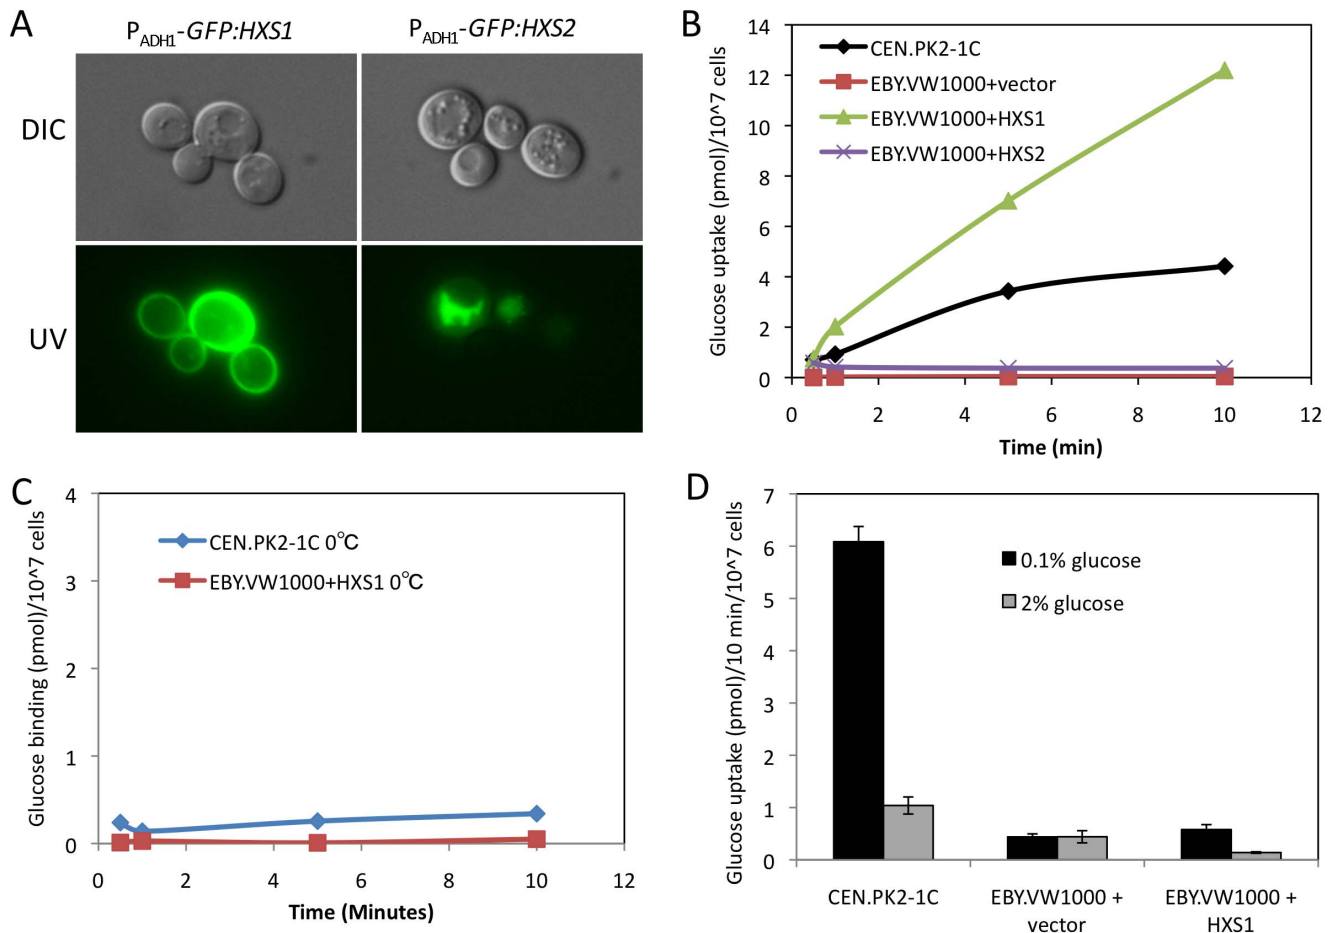 A
P_ADH1-GFP:HXS1
P_ADH1-GFP:HXS2
DIC
UV
B
Glucose uptake (pmol)/10^7 cells
14
12
10
8
6
4
2
0
CEN.PK2-1C
EBY.VW1000+vector
EBY.VW1000+HXS1
EBY.VW1000+HXS2
0 2 4 6 8 10 12
Time (min)
C
Glucose binding (pmol)/10^7 cells
4
3
2
1
0
CEN.PK2-1C 0℃
EBY.VW1000+HXS1 0℃
0 2 4 6 8 10 12
Time (Minutes)
D
Glucose uptake (pmol)/10 min/10^7 cells
7
6
5
4
3
2
1
0
0.1% glucose
2% glucose
CEN.PK2-1C
EBY.VW1000 +
vector
EBY.VW1000 +
HXS1